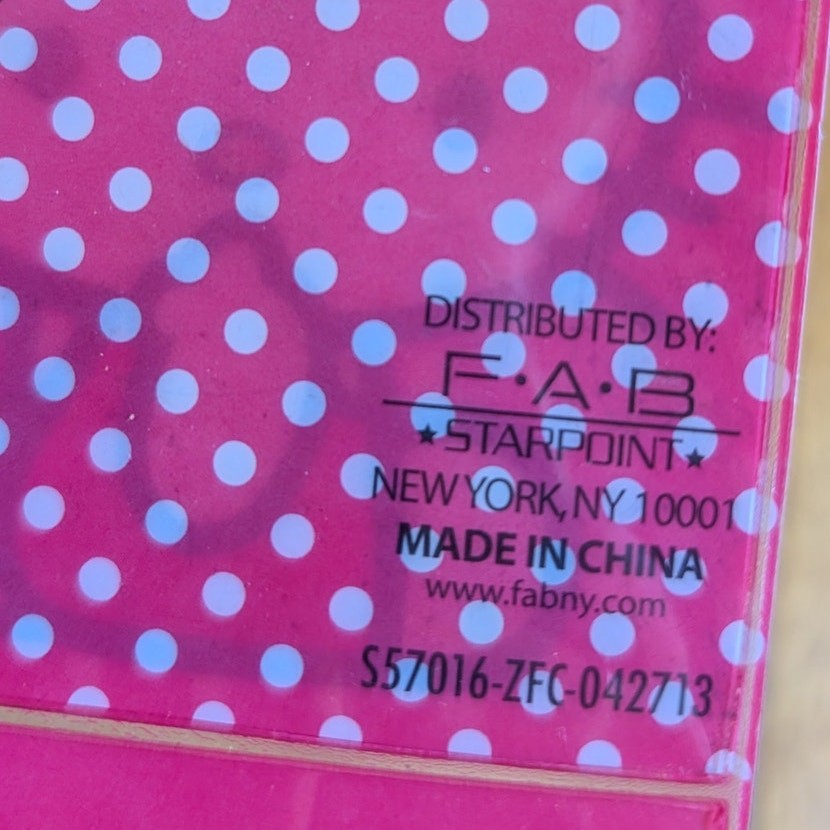 DISTRIBUTED BY:
F·A·B
★STARPOINT★
NEW YORK, NY 10001
MADE IN CHINA
www.fabny.com
S57016-ZFC-042713